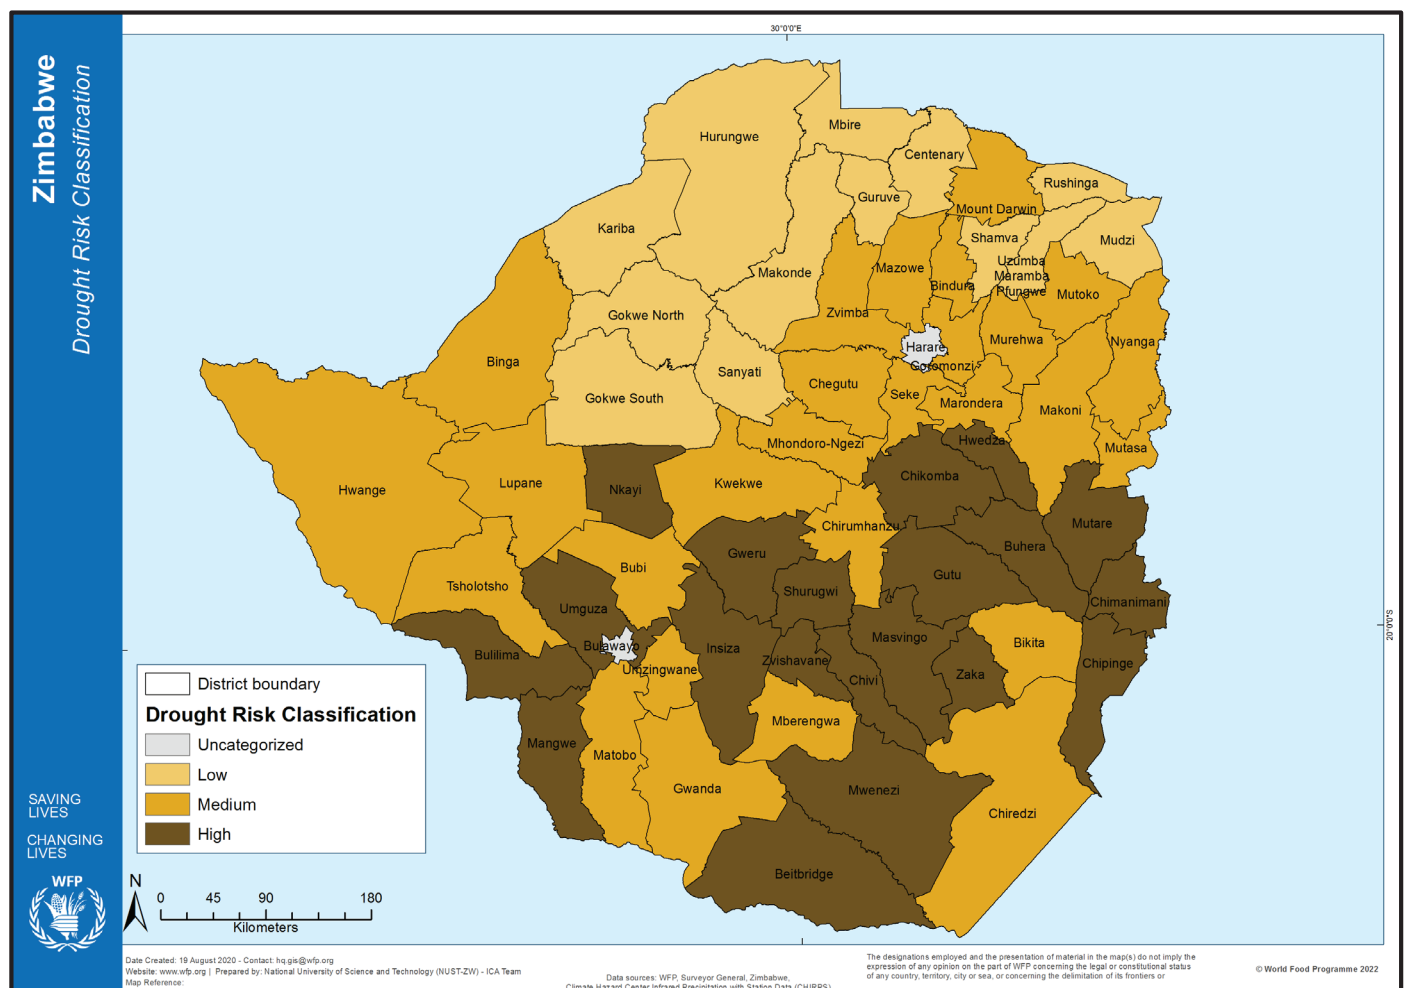 Zimbabwe
Drought Risk Classification
30°0'0"E
Mbire
Hurungwe
Centenary
Rushinga
Guruve
Mount Darwin
Kariba
Shamva
Mudzi
Uzumba
Maramba
Pfungwe
Makonde
Mazowe
Bindura
Mutoko
Gokwe North
Zvimba
Murehwa
Nyanga
Harare
Binga
Goromonzi
Sanyati
Chegutu
Seke
Gokwe South
Marondera
Makoni
Mhondoro-Ngezi
Hwedza
Mutasa
Chikomba
Hwange
Lupane
Nkayi
Kwekwe
Chirumhanzu
Mutare
Gweru
Buhera
Bubi
Gutu
Tsholotsho
Shurugwi
Chimanimani
Umguza
Masvingo
Bikita
20°0'0"S
Bulawayo
Insiza
Bulilima
Zvishavane
Chipinge
Umzingwane
Zaka
Chivi
Mberengwa
Mangwe
Matobo
Gwanda
Mwenezi
Chiredzi
Beitbridge
District boundary
Drought Risk Classification
Uncategorized
Low
Medium
High
SAVING
LIVES
CHANGING
LIVES
WFP
N
0 45 90 180
Kilometers
Date Created: 19 August 2020 - Contact: hq.gis@wfp.org
Website: www.wfp.org | Prepared by: National University of Science and Technology (NUST-ZW) - ICA Team
Map Reference:
Data sources: WFP, Surveyor General, Zimbabwe,
Climate Hazard Center Infrared Precipitation with Station Data (CHIRPS)
The designations employed and the presentation of material in the map(s) do not imply the
expression of any opinion on the part of WFP concerning the legal or constitutional status
of any country, territory, city or sea, or concerning the delimitation of its frontiers or
© World Food Programme 2022